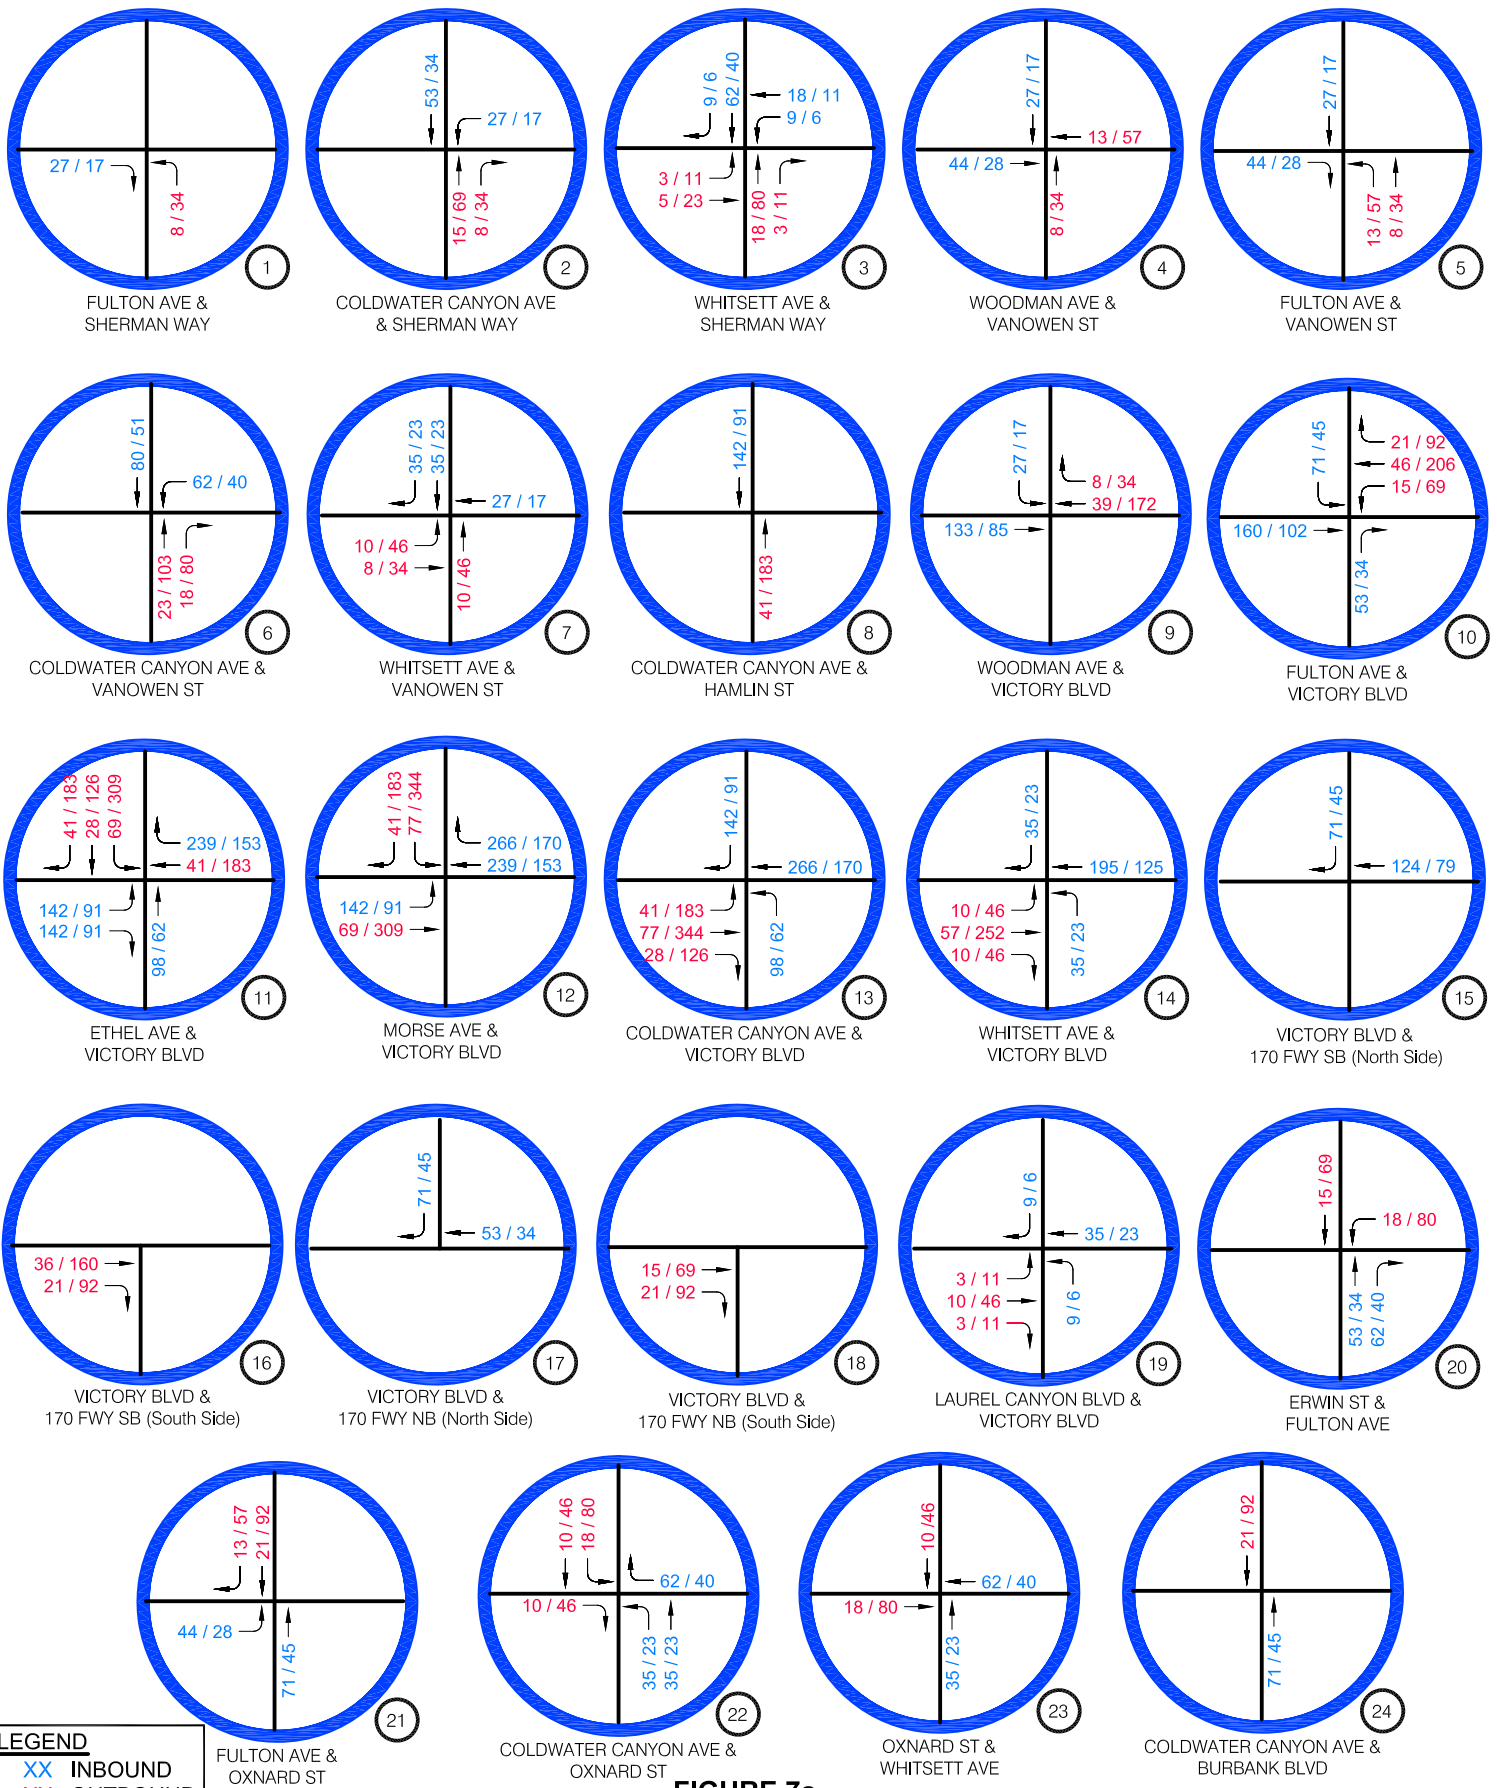 27 / 17
8 / 34
1
FULTON AVE &
SHERMAN WAY
53 / 34
27 / 17
15 / 69
8 / 34
2
COLDWATER CANYON AVE
& SHERMAN WAY
9 / 6
62 / 40
18 / 11
9 / 6
3 / 11
5 / 23
18 / 80
3 / 11
3
WHITSETT AVE &
SHERMAN WAY
27 / 17
13 / 57
44 / 28
8 / 34
4
WOODMAN AVE &
VANOWEN ST
27 / 17
44 / 28
13 / 57
8 / 34
5
FULTON AVE &
VANOWEN ST
80 / 51
62 / 40
23 / 103
18 / 80
6
COLDWATER CANYON AVE &
VANOWEN ST
35 / 23
35 / 23
27 / 17
10 / 46
8 / 34
10 / 46
7
WHITSETT AVE &
VANOWEN ST
142 / 91
41 / 183
8
COLDWATER CANYON AVE &
HAMLIN ST
27 / 17
8 / 34
39 / 172
133 / 85
9
WOODMAN AVE &
VICTORY BLVD
71 / 45
21 / 92
46 / 206
15 / 69
160 / 102
53 / 34
10
FULTON AVE &
VICTORY BLVD
41 / 183
28 / 126
69 / 309
239 / 153
41 / 183
142 / 91
142 / 91
98 / 62
11
ETHEL AVE &
VICTORY BLVD
41 / 183
77 / 344
266 / 170
239 / 153
142 / 91
69 / 309
12
MORSE AVE &
VICTORY BLVD
142 / 91
266 / 170
41 / 183
77 / 344
28 / 126
98 / 62
13
COLDWATER CANYON AVE &
VICTORY BLVD
35 / 23
195 / 125
10 / 46
57 / 252
10 / 46
35 / 23
14
WHITSETT AVE &
VICTORY BLVD
71 / 45
124 / 79
15
VICTORY BLVD &
170 FWY SB (North Side)
36 / 160
21 / 92
16
VICTORY BLVD &
170 FWY SB (South Side)
71 / 45
53 / 34
17
VICTORY BLVD &
170 FWY NB (North Side)
15 / 69
21 / 92
18
VICTORY BLVD &
170 FWY NB (South Side)
9 / 6
35 / 23
3 / 11
10 / 46
3 / 11
9 / 6
19
LAUREL CANYON BLVD &
VICTORY BLVD
15 / 69
18 / 80
53 / 34
62 / 40
20
ERWIN ST &
FULTON AVE
13 / 57
21 / 92
44 / 28
71 / 45
21
FULTON AVE &
OXNARD ST
10 / 46
18 / 80
62 / 40
10 / 46
35 / 23
35 / 23
22
COLDWATER CANYON AVE &
OXNARD ST
10 /46
62 / 40
18 / 80
35 / 23
23
OXNARD ST &
WHITSETT AVE
21 / 92
71 / 45
24
COLDWATER CANYON AVE &
BURBANK BLVD
LEGEND
XX INBOUND